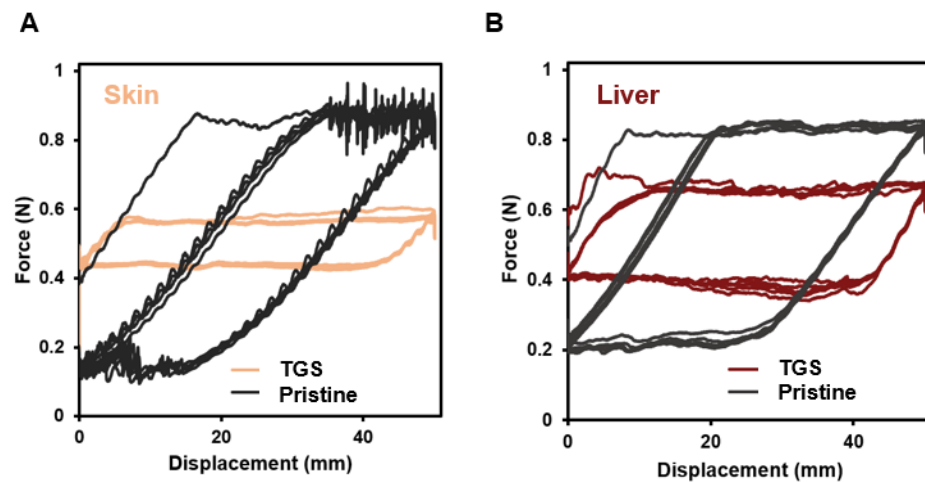 A
Skin
Force (N)
1
0.8
0.6
0.4
0.2
0
0
20
40
TGS
Pristine
Displacement (mm)
B
Liver
Force (N)
1
0.8
0.6
0.4
0.2
0
0
20
40
TGS
Pristine
Displacement (mm)